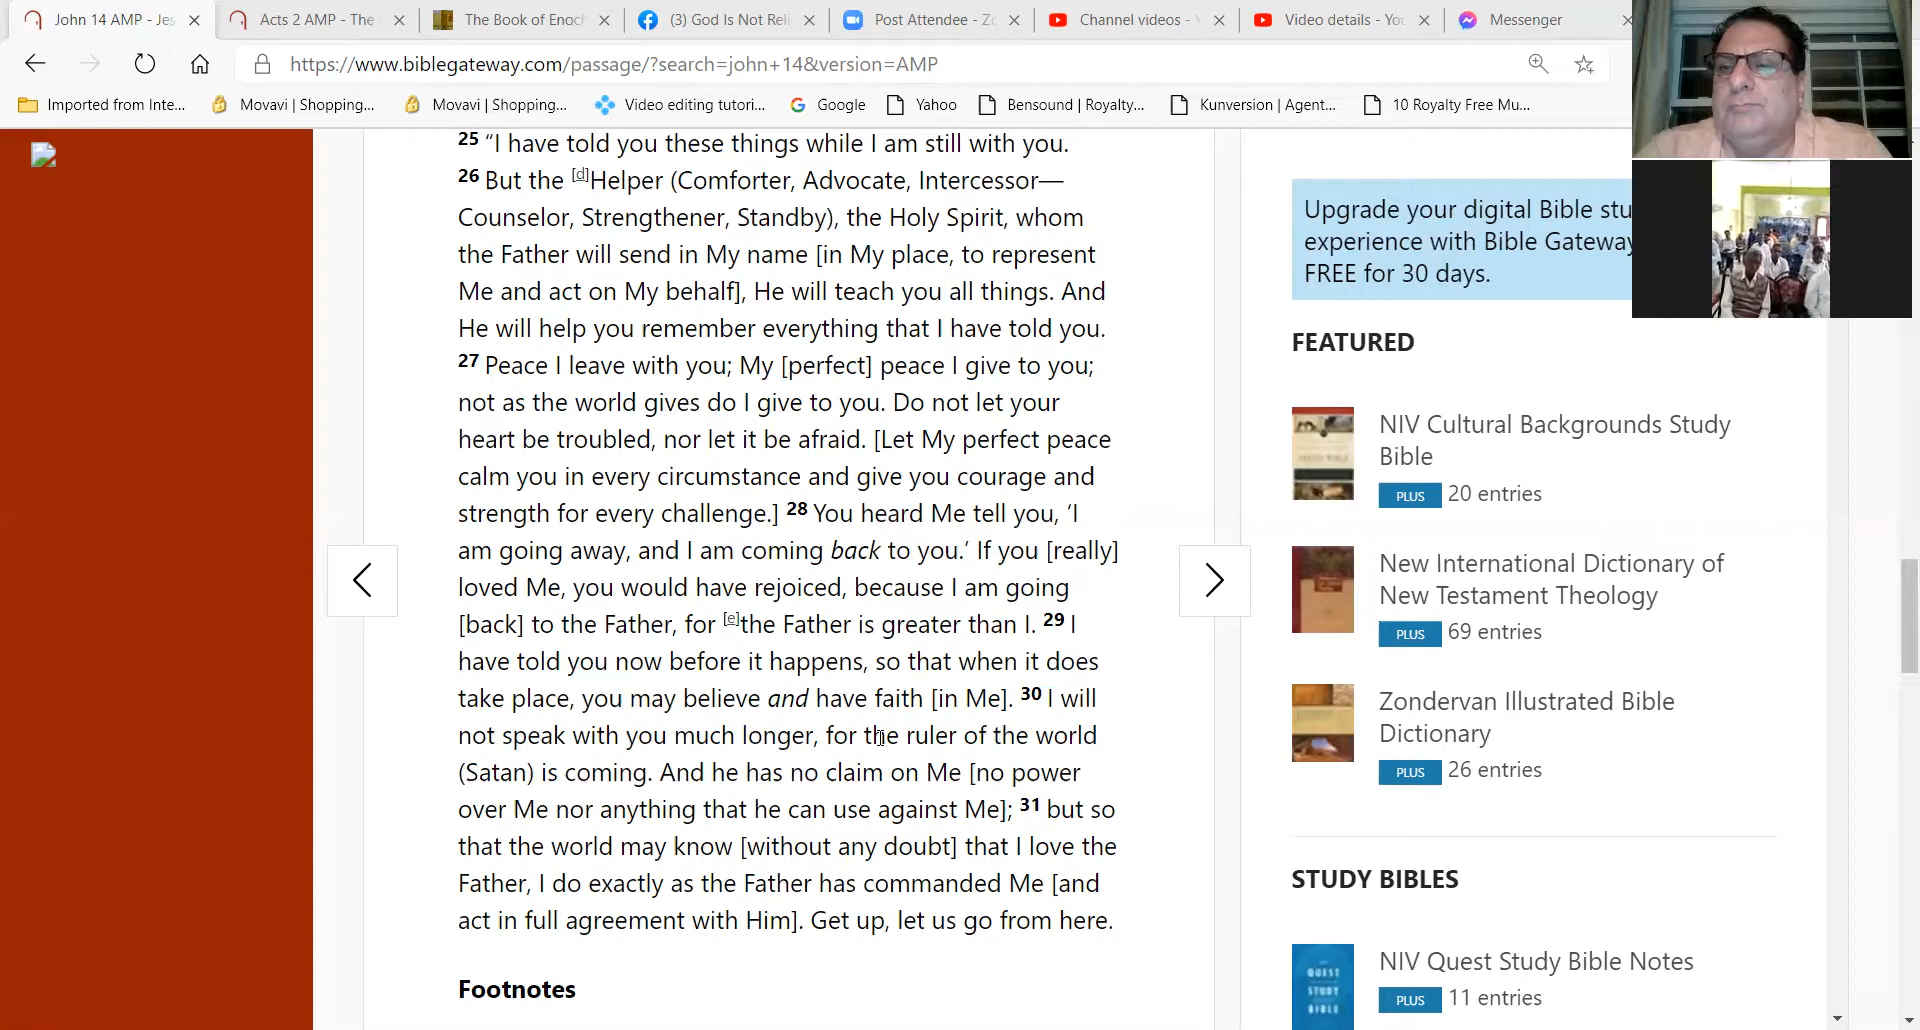 John 14 AMP - Jes
Acts 2 AMP - The
The Book of Enoch
(3) God Is Not Reli
Post Attendee - Zo
Channel videos -
Video details - You
Messenger
https://www.biblegateway.com/passage/?search=john+14&version=AMP
Imported from Inte...
Movavi | Shopping...
Movavi | Shopping...
Video editing tutori...
Google
Yahoo
Bensound | Royalty...
Kunversion | Agent...
10 Royalty Free Mu...
25 “I have told you these things while I am still with you.
26 But the [d]Helper (Comforter, Advocate, Intercessor—
Counselor, Strengthener, Standby), the Holy Spirit, whom
the Father will send in My name [in My place, to represent
Me and act on My behalf], He will teach you all things. And
He will help you remember everything that I have told you.
27 Peace I leave with you; My [perfect] peace I give to you;
not as the world gives do I give to you. Do not let your
heart be troubled, nor let it be afraid. [Let My perfect peace
calm you in every circumstance and give you courage and
strength for every challenge.] 28 You heard Me tell you, ‘I
am going away, and I am coming back to you.’ If you [really]
loved Me, you would have rejoiced, because I am going
[back] to the Father, for [e]the Father is greater than I. 29 I
have told you now before it happens, so that when it does
take place, you may believe and have faith [in Me]. 30 I will
not speak with you much longer, for the ruler of the world
(Satan) is coming. And he has no claim on Me [no power
over Me nor anything that he can use against Me]; 31 but so
that the world may know [without any doubt] that I love the
Father, I do exactly as the Father has commanded Me [and
act in full agreement with Him]. Get up, let us go from here.
Footnotes
Upgrade your digital Bible stu
experience with Bible Gateway
FREE for 30 days.
FEATURED
NIV Cultural Backgrounds Study
Bible
PLUS 20 entries
New International Dictionary of
New Testament Theology
PLUS 69 entries
Zondervan Illustrated Bible
Dictionary
PLUS 26 entries
STUDY BIBLES
QUEST
STUDY
BIBLE
NIV Quest Study Bible Notes
PLUS 11 entries